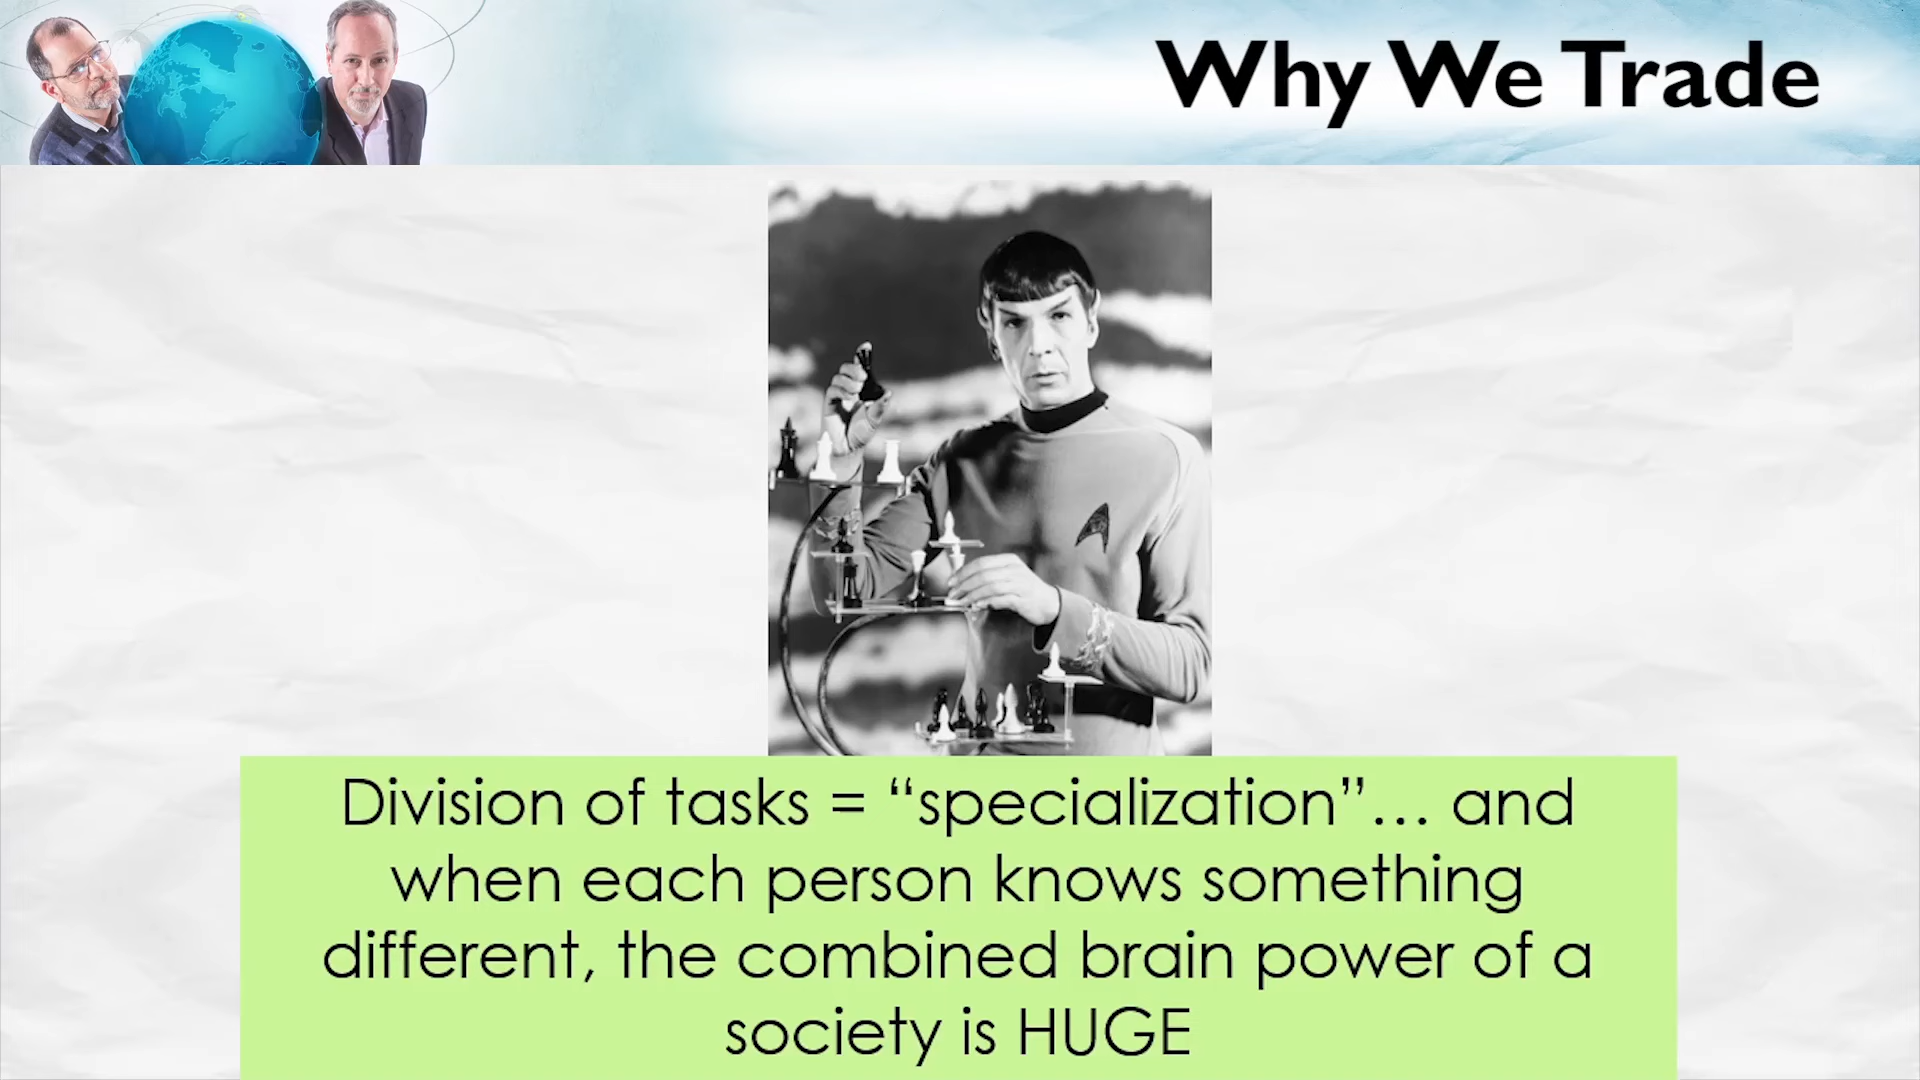 Why We Trade
Division of tasks = “specialization”… and
when each person knows something
different, the combined brain power of a
society is HUGE